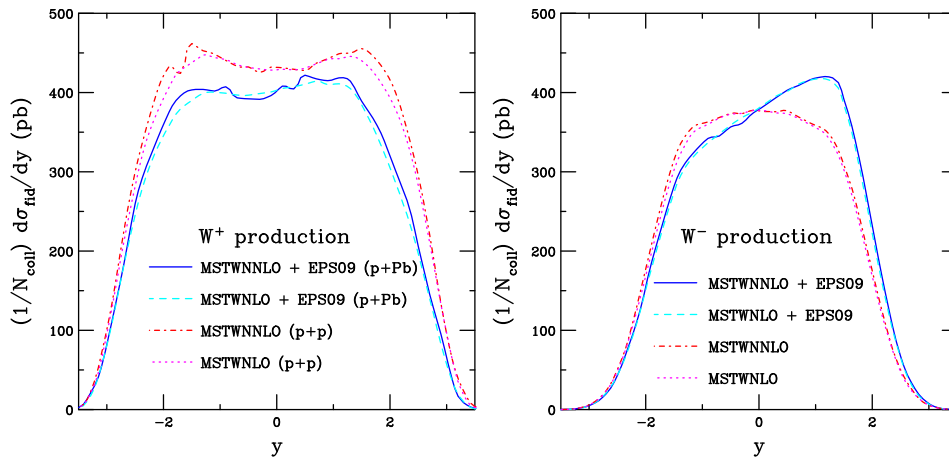 500
400
300
200
100
0
(1/N_coll) dσ_fid/dy (pb)
W⁺ production
MSTWNNLO + EPS09 (p+Pb)
MSTWNLO + EPS09 (p+Pb)
MSTWNNLO (p+p)
MSTWNLO (p+p)
−2 0 2
y
500
400
300
200
100
0
(1/N_coll) dσ_fid/dy (pb)
W⁻ production
MSTWNNLO + EPS09
MSTWNLO + EPS09
MSTWNNLO
MSTWNLO
−2 0 2
y